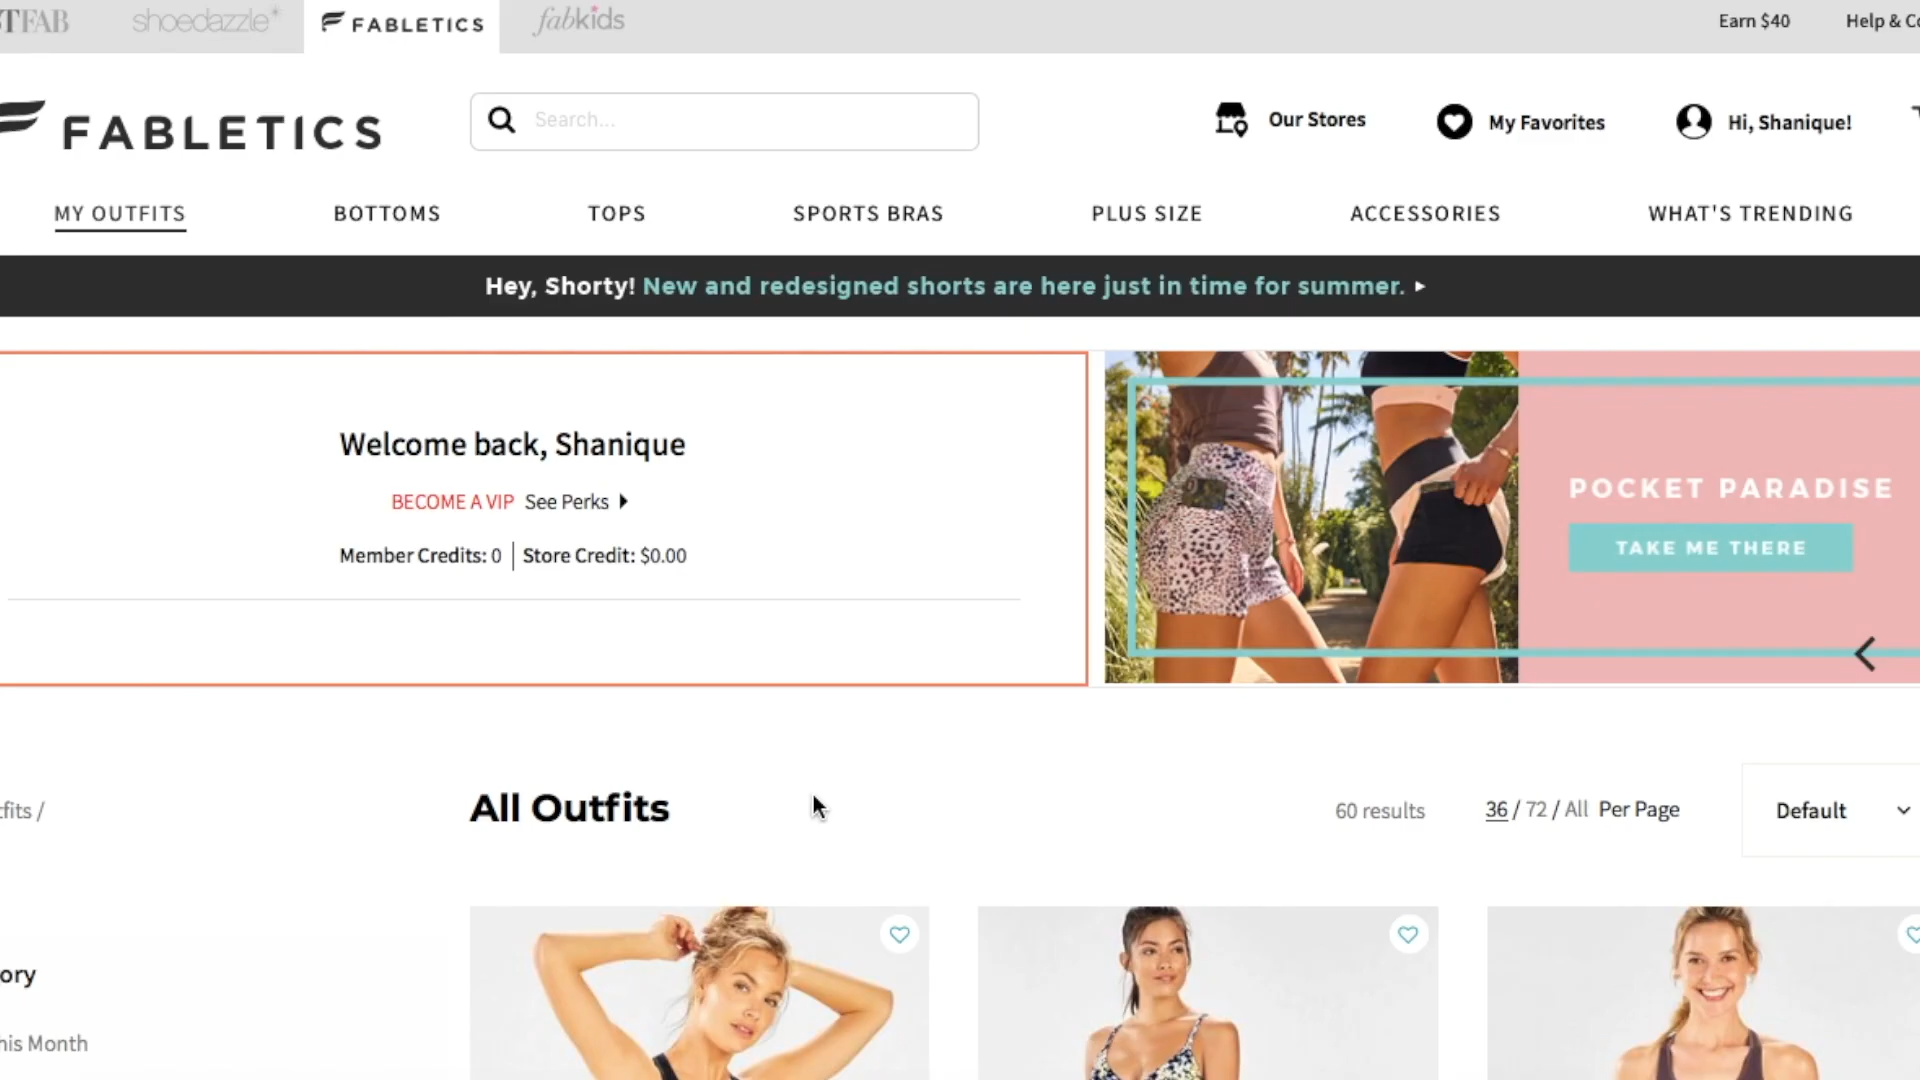 TFAB
shoedazzle
FABLETICS
fabkids
Earn $40
Help & Co
FABLETICS
Search...
Our Stores
My Favorites
Hi, Shanique!
MY OUTFITS
BOTTOMS
TOPS
SPORTS BRAS
PLUS SIZE
ACCESSORIES
WHAT'S TRENDING
Hey, Shorty! New and redesigned shorts are here just in time for summer.
Welcome back, Shanique
BECOME A VIP See Perks
Member Credits: 0 | Store Credit: $0.00
POCKET PARADISE
TAKE ME THERE
fits /
All Outfits
60 results
36 / 72 / All Per Page
Default
ory
his Month